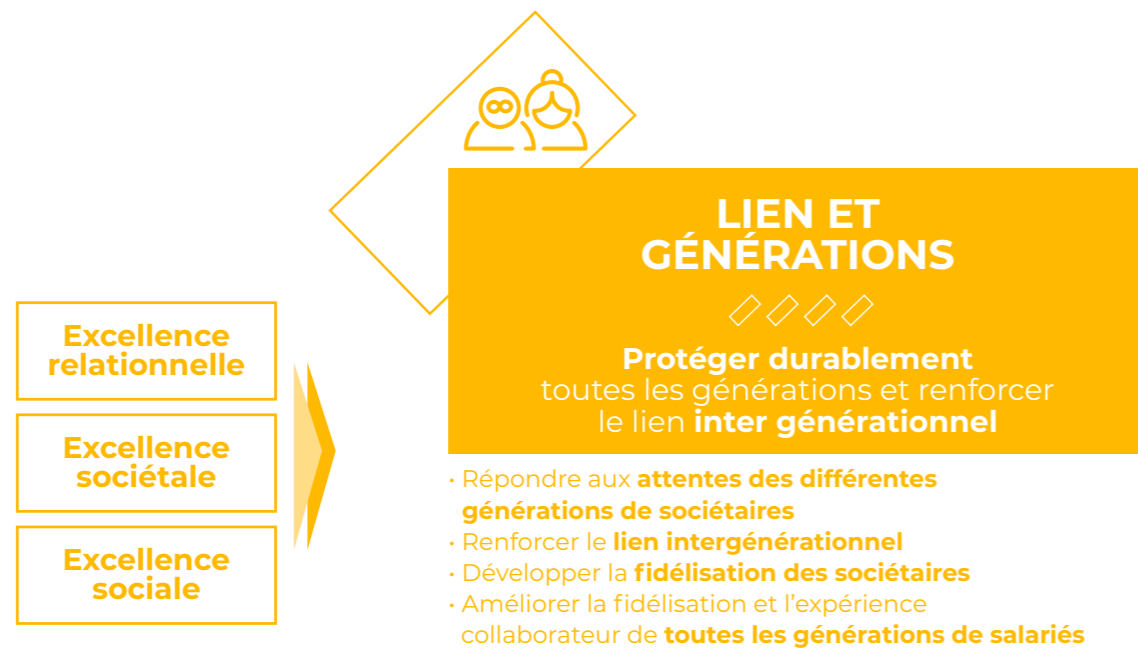 LIEN ET
GÉNÉRATIONS
Protéger durablement
toutes les générations et renforcer
le lien inter générationnel
Excellence
relationnelle
Excellence
sociétale
Excellence
sociale
· Répondre aux attentes des différentes
générations de sociétaires
· Renforcer le lien intergénérationnel
· Développer la fidélisation des sociétaires
· Améliorer la fidélisation et l’expérience
collaborateur de toutes les générations de salariés